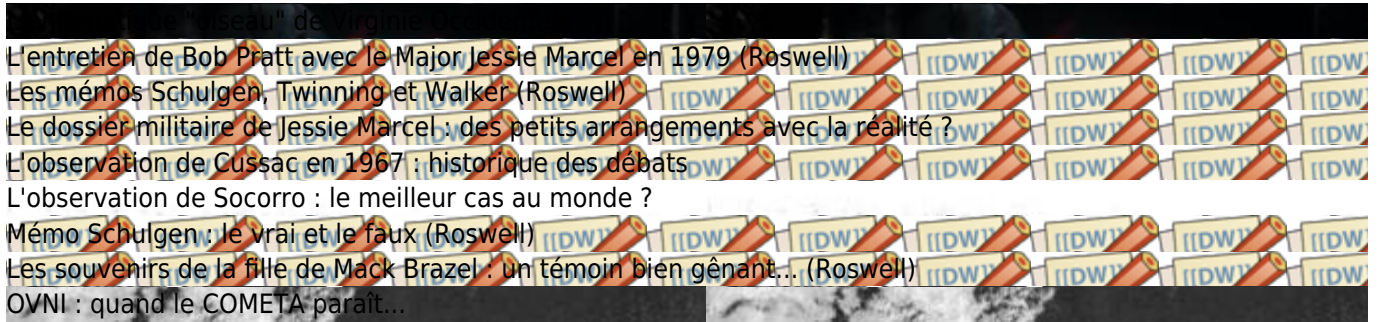 "oiseau" de Virginie
L'entretien de Bob Pratt avec le Major Jessie Marcel en 1979 (Roswell)
Les mémos Schulgen, Twinning et Walker (Roswell)
Le dossier militaire de Jessie Marcel : des petits arrangements avec la réalité ?
L'observation de Cussac en 1967 : historique des débats
L'observation de Socorro : le meilleur cas au monde ?
Mémo Schulgen : le vrai et le faux (Roswell)
Les souvenirs de la fille de Mack Brazel : un témoin bien gênant... (Roswell)
OVNI : quand le COMETA paraît...